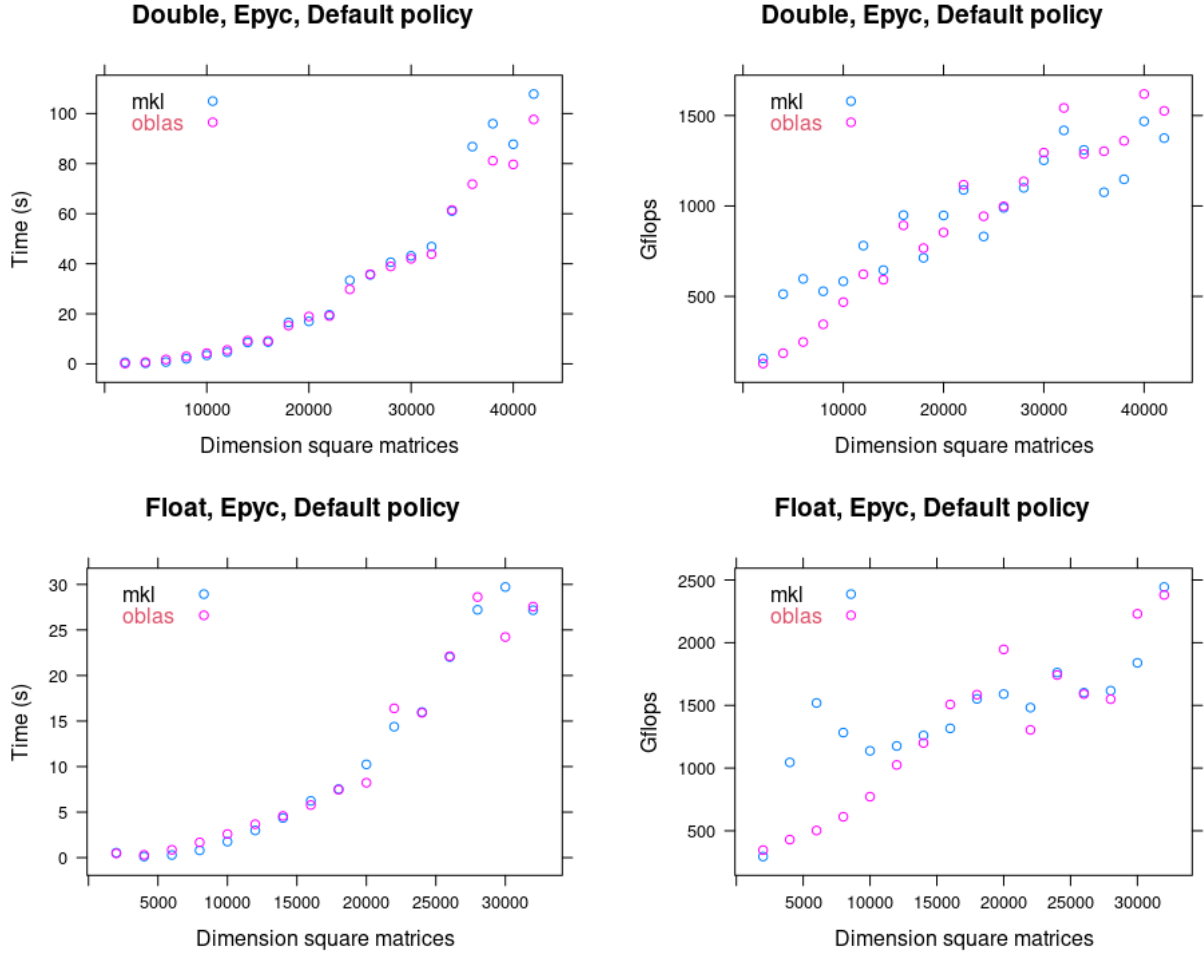 Double, Epyc, Default policy
mkl
oblas
100
80
60
40
20
0
Time (s)
10000 20000 30000 40000
Dimension square matrices
Double, Epyc, Default policy
mkl
oblas
1500
1000
500
Gflops
10000 20000 30000 40000
Dimension square matrices
Float, Epyc, Default policy
mkl
oblas
30
25
20
15
10
5
0
Time (s)
5000 10000 15000 20000 25000 30000
Dimension square matrices
Float, Epyc, Default policy
mkl
oblas
2500
2000
1500
1000
500
Gflops
5000 10000 15000 20000 25000 30000
Dimension square matrices